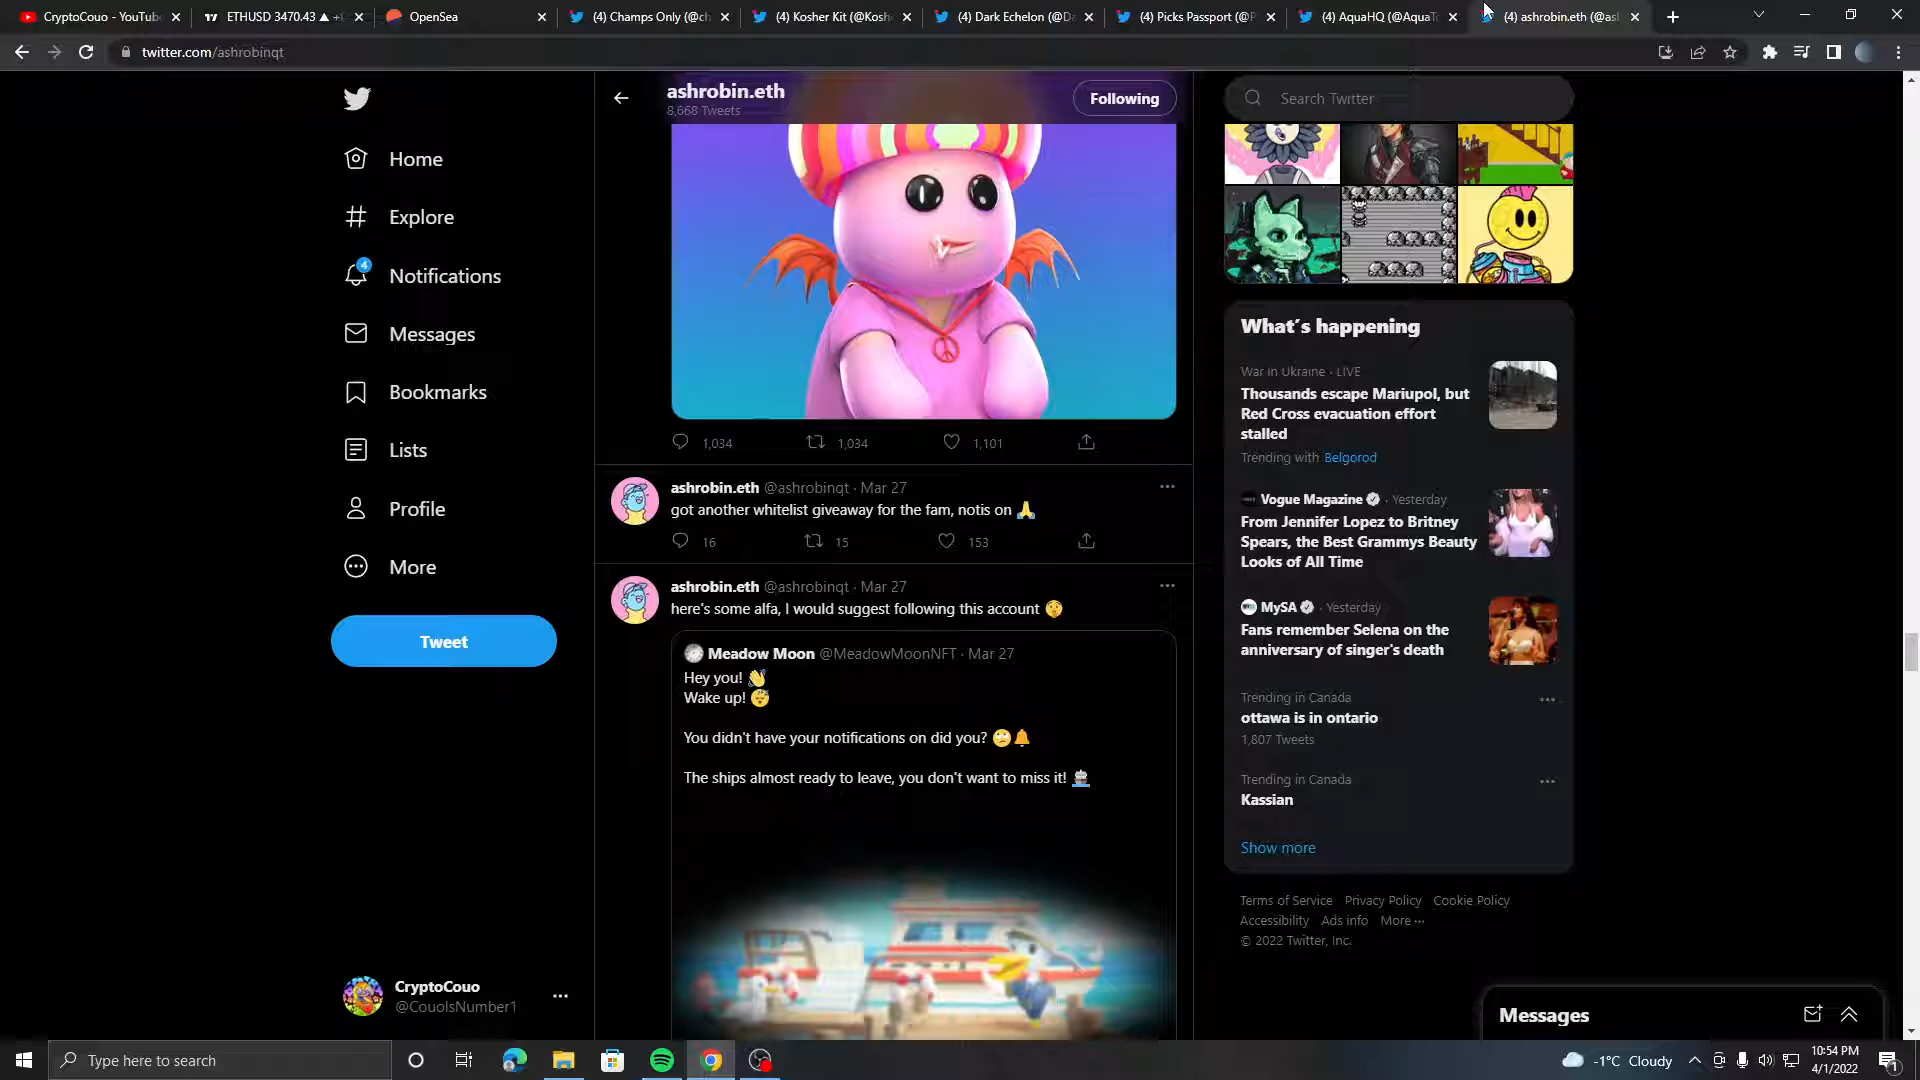 CryptoCouo - YouTub
ETHUSD 3470.43 ▲
OpenSea
(4) Champs Only (@c
(4) Kosher Kit (@Kosh
(4) Dark Echelon (@Da
(4) Picks Passport (@P
(4) AquaHQ (@AquaT
(4) ashrobin.eth (@as
twitter.com/ashrobinqt
ashrobin.eth
8,668 Tweets
Following
Search Twitter
Home
Explore
4
Notifications
Messages
Bookmarks
Lists
Profile
More
Tweet
CryptoCouo
@CouoIsNumber1
1,034
1,034
1,101
ashrobin.eth @ashrobinqt · Mar 27
got another whitelist giveaway for the fam, notis on 🙏
16
15
153
ashrobin.eth @ashrobinqt · Mar 27
here's some alfa, I would suggest following this account 🤫
Meadow Moon @MeadowMoonNFT · Mar 27
Hey you! 👋
Wake up! 😴
You didn't have your notifications on did you? 🙄🔔
The ships almost ready to leave, you don't want to miss it! 🚢
What's happening
War in Ukraine · LIVE
Thousands escape Mariupol, but
Red Cross evacuation effort
stalled
Trending with Belgorod
Vogue Magazine · Yesterday
From Jennifer Lopez to Britney
Spears, the Best Grammys Beauty
Looks of All Time
MySA · Yesterday
Fans remember Selena on the
anniversary of singer's death
Trending in Canada
ottawa is in ontario
1,807 Tweets
Trending in Canada
Kassian
Show more
Terms of Service Privacy Policy Cookie Policy
Accessibility Ads info More ···
© 2022 Twitter, Inc.
Messages
Type here to search
-1°C Cloudy
10:54 PM
4/1/2022
1